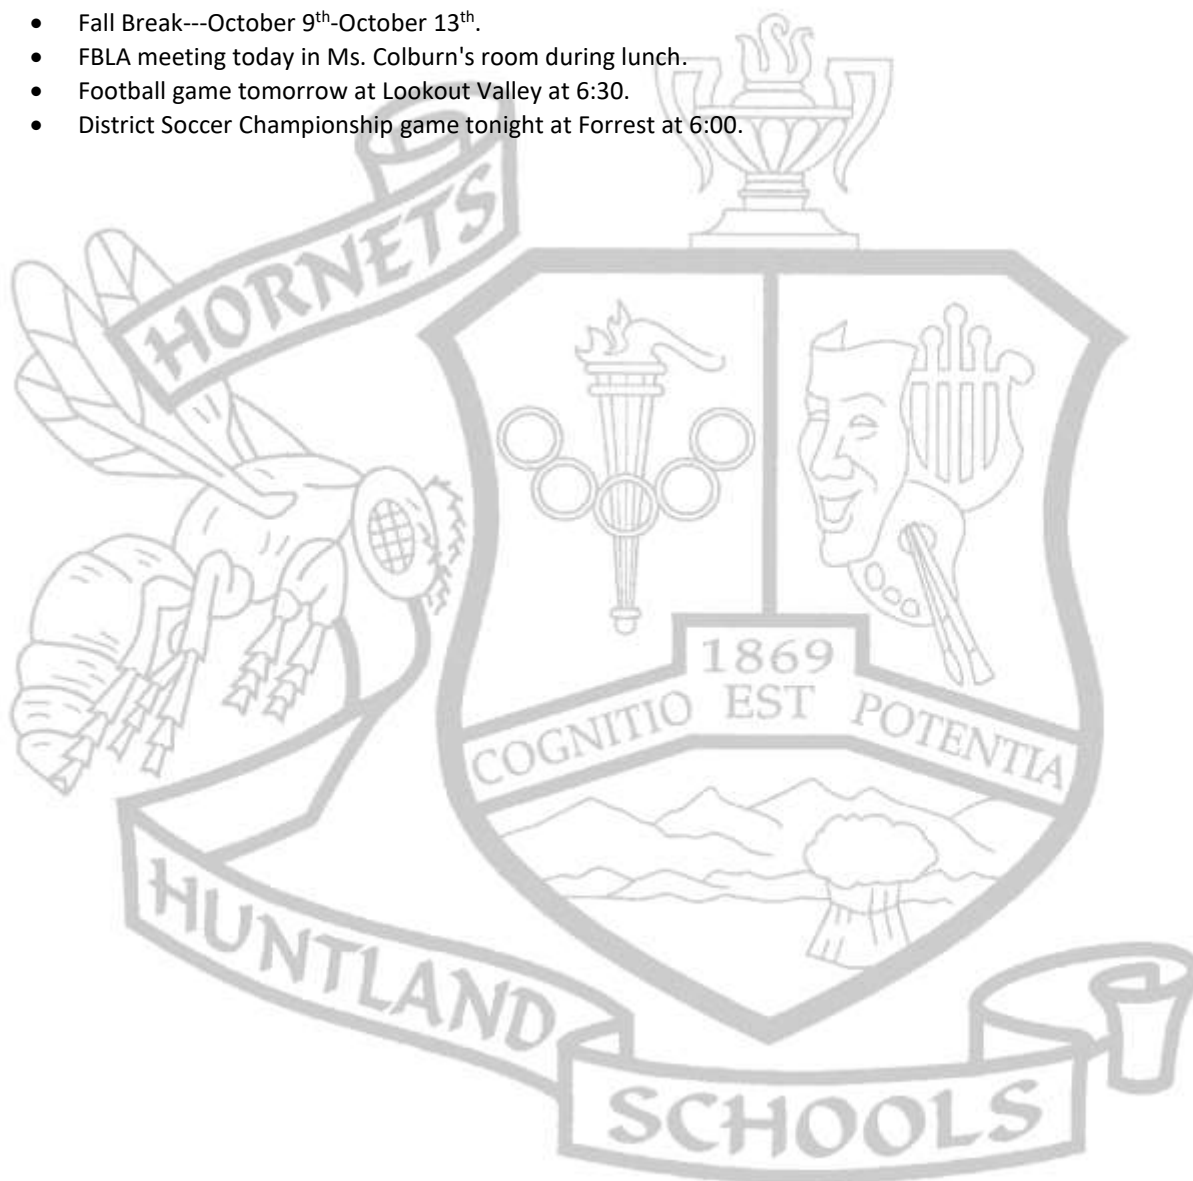 • Fall Break---October 9th-October 13th.
• FBLA meeting today in Ms. Colburn's room during lunch.
• Football game tomorrow at Lookout Valley at 6:30.
• District Soccer Championship game tonight at Forrest at 6:00.
HORNETS
1869
COGNITIO EST POTENTIA
HUNTLAND
SCHOOLS